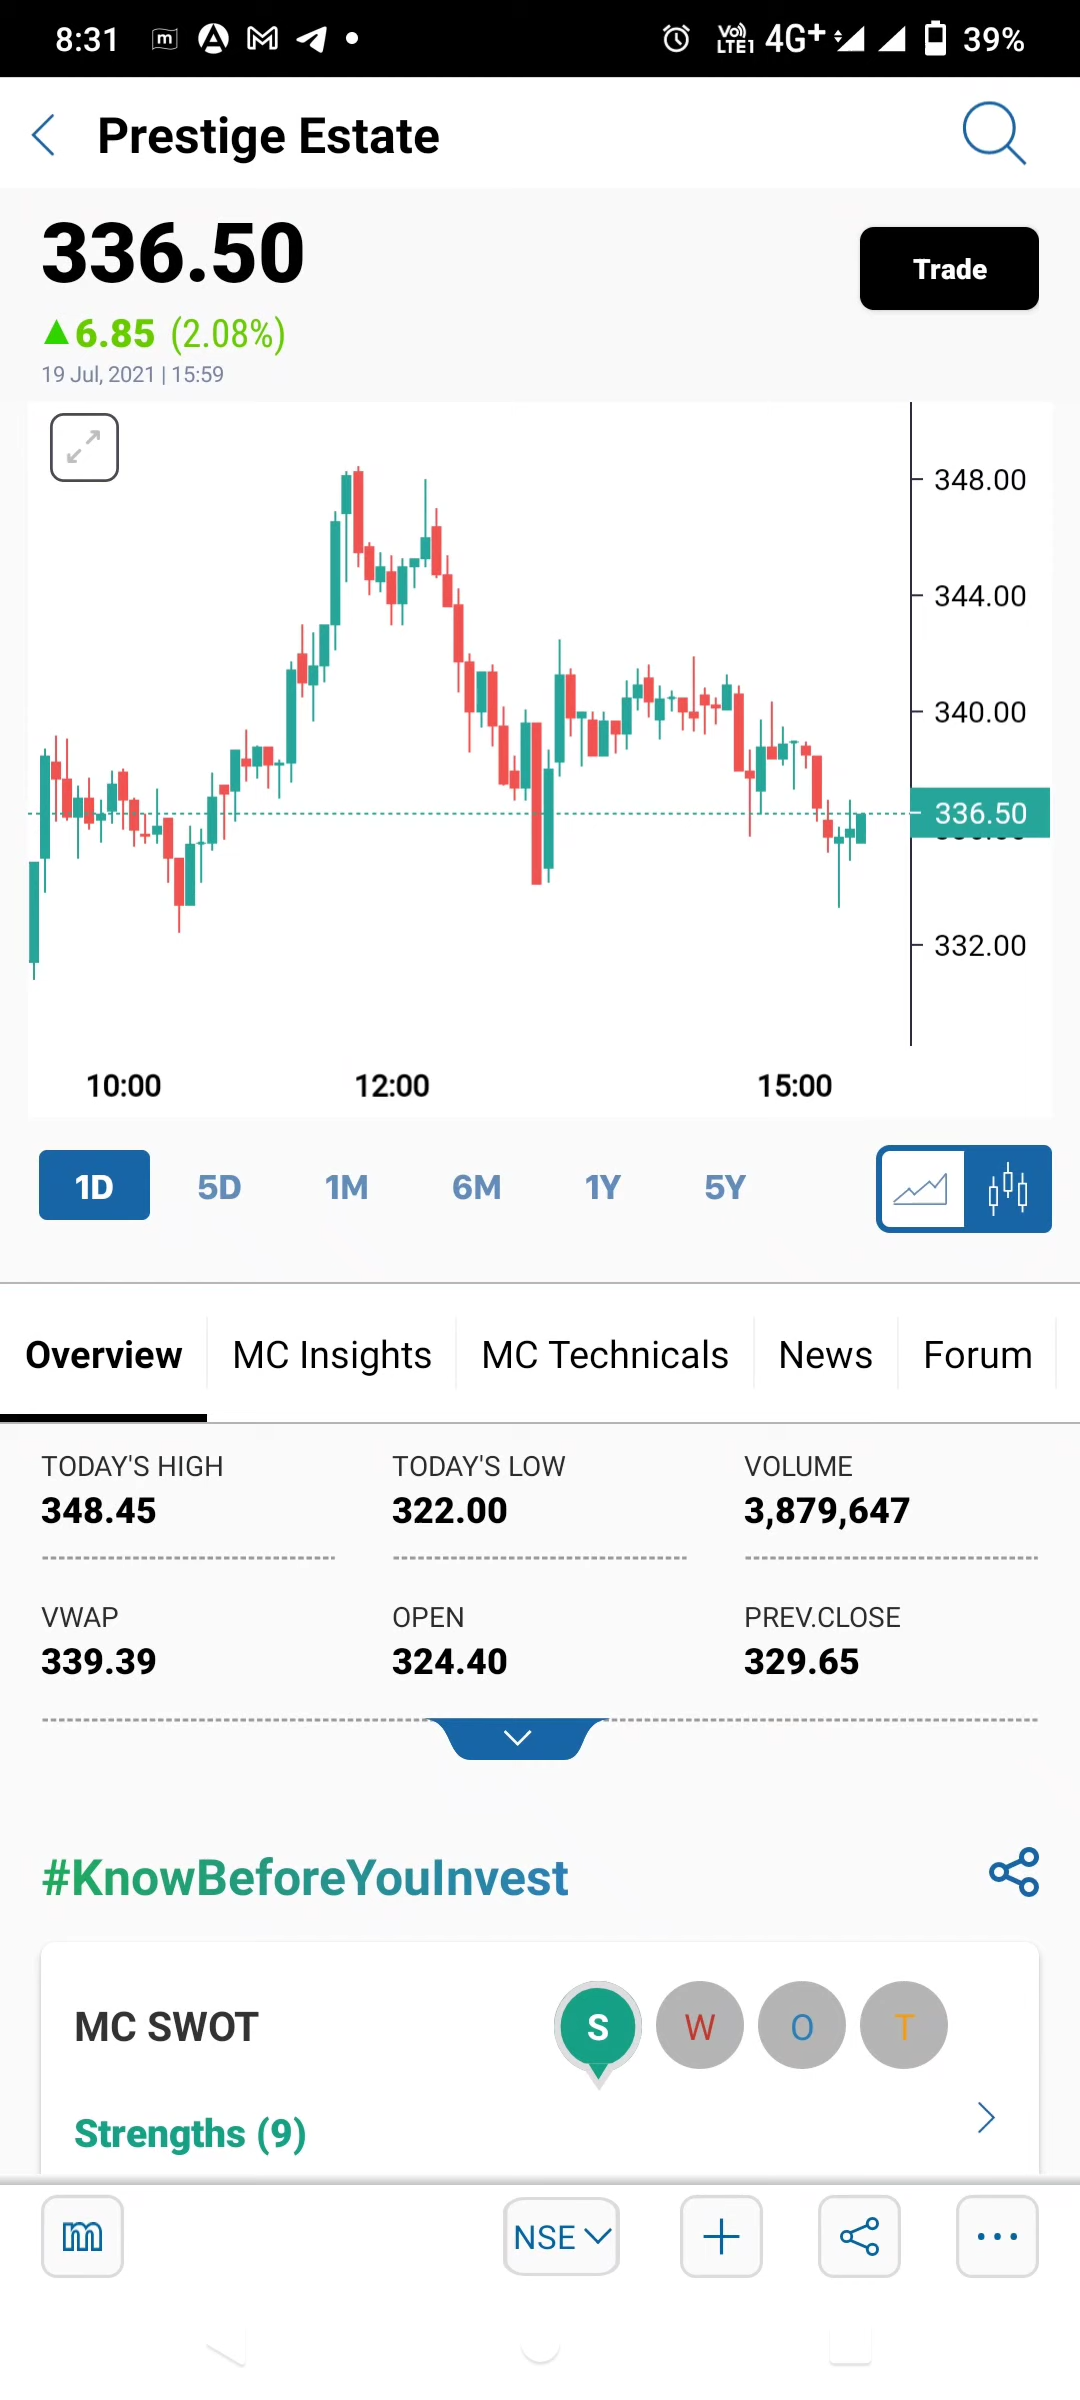 8:31 m A M VoD LTE1 4G+ 39%
Prestige Estate
336.50
Trade
▲6.85 (2.08%)
19 Jul, 2021 | 15:59
348.00
344.00
340.00
336.50
332.00
10:00 12:00 15:00
1D 5D 1M 6M 1Y 5Y
Overview MC Insights MC Technicals News Forum
TODAY'S HIGH TODAY'S LOW VOLUME
348.45 322.00 3,879,647
VWAP OPEN PREV.CLOSE
339.39 324.40 329.65
#KnowBeforeYouInvest
MC SWOT S W O T
Strengths (9)
m NSE